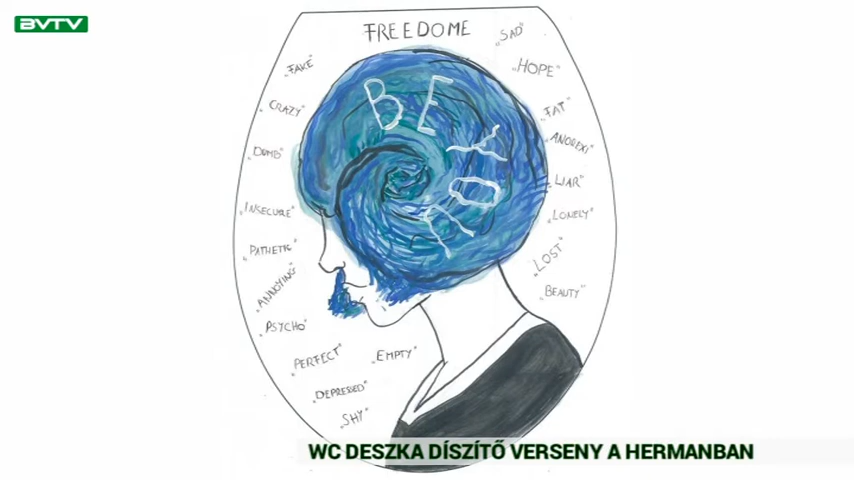 BVTV
FREEDOME
„SAD"
„FAKE"
„HOPE"
„CRAZY"
„FAT"
BE
„ANOREXI"
YOU
„DUMB"
„LIAR"
„INSECURE"
„LONELY"
„PATHETIC"
„LOST"
„ANNOYING"
„BEAUTY"
„PSYCHO"
„PERFECT"
„EMPTY"
„DEPRESSED"
„SHY"
WC DESZKA DÍSZÍTŐ VERSENY A HERMANBAN